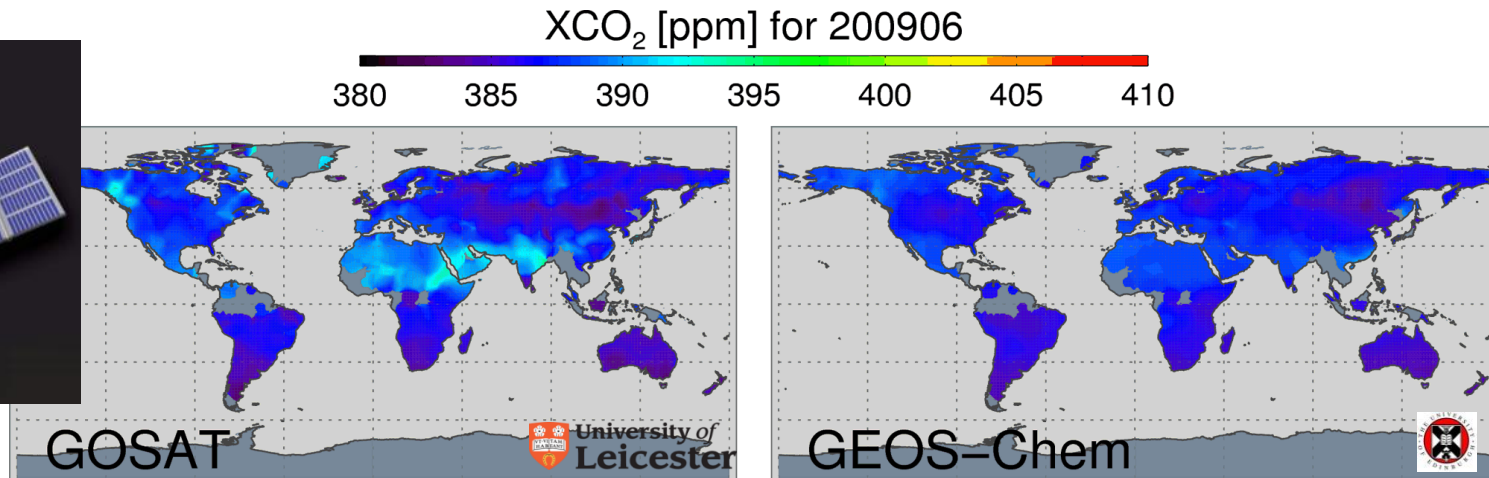 XCO₂ [ppm] for 200906
380 385 390 395 400 405 410
GOSAT
University of
Leicester
GEOS–Chem